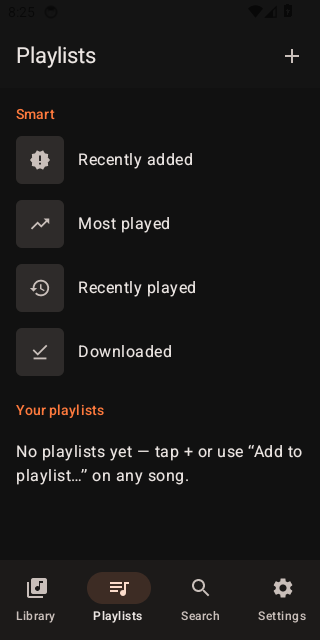 8:25
Playlists
Smart
Recently added
Most played
Recently played
Downloaded
Your playlists
No playlists yet — tap + or use “Add to
playlist…” on any song.
Library
Playlists
Search
Settings